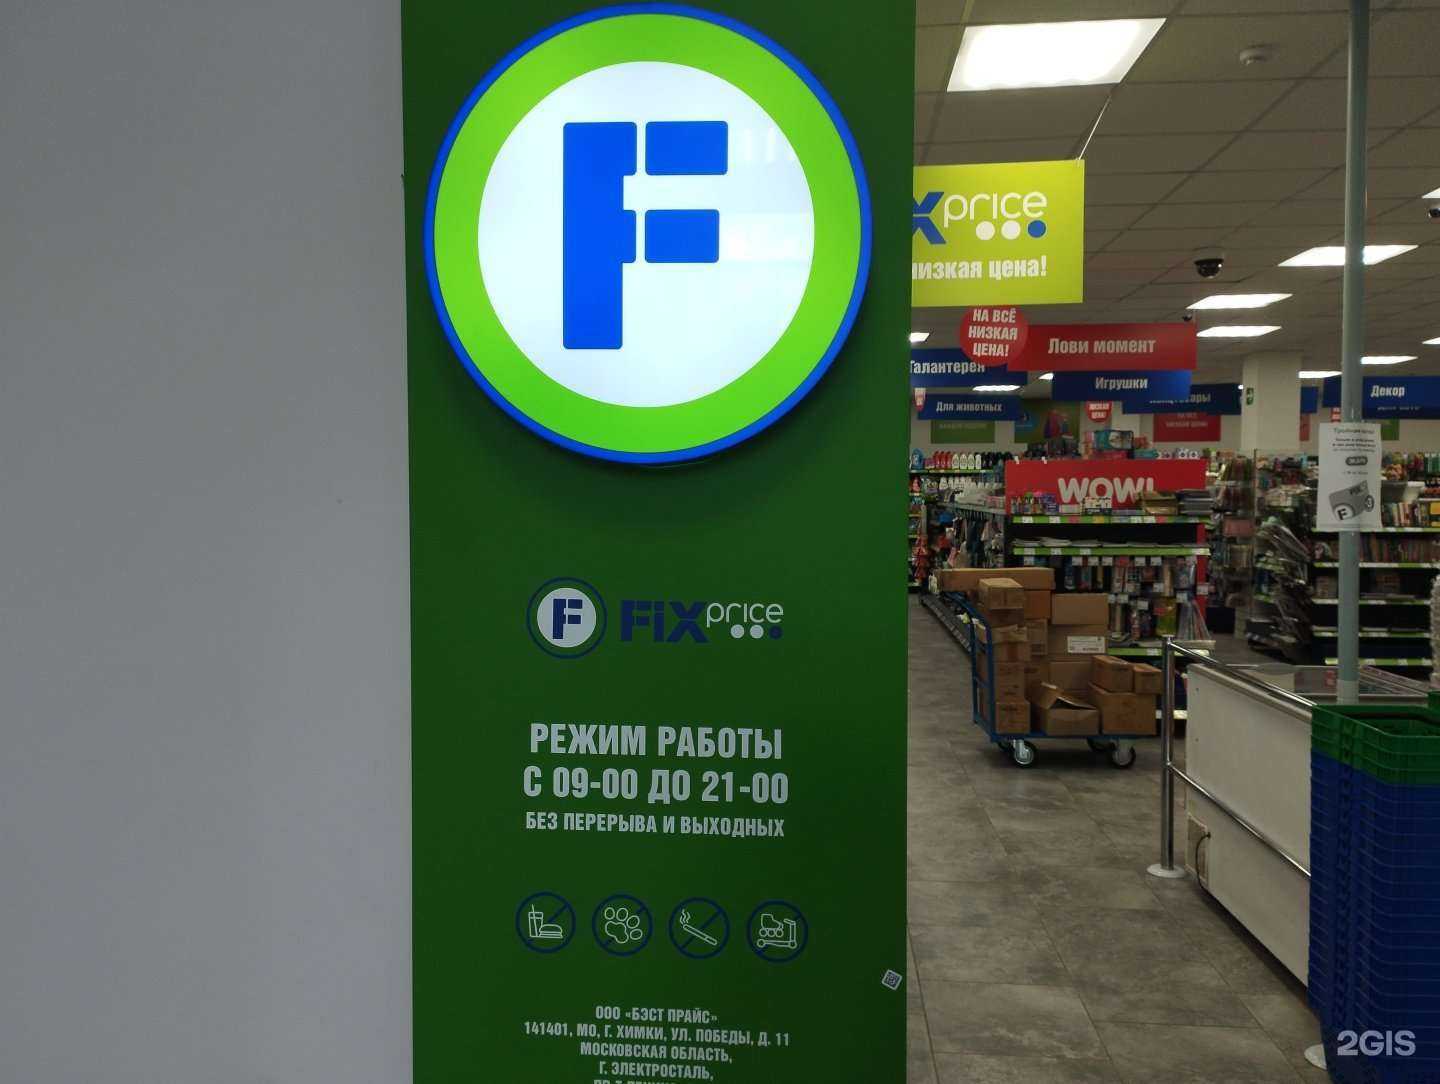 F
F FIX price
РЕЖИМ РАБОТЫ
С 09-00 ДО 21-00
БЕЗ ПЕРЕРЫВА И ВЫХОДНЫХ
ООО «БЭСТ ПРАЙС»
141401, МО, Г. ХИМКИ, УЛ. ПОБЕДЫ, Д. 11
МОСКОВСКАЯ ОБЛАСТЬ,
Г. ЭЛЕКТРОСТАЛЬ,
X price
низкая цена!
НА ВСЁ
НИЗКАЯ
ЦЕНА!
Лови момент
Галантерея
Игрушки
Для животных
Декор
WOW!
2GIS